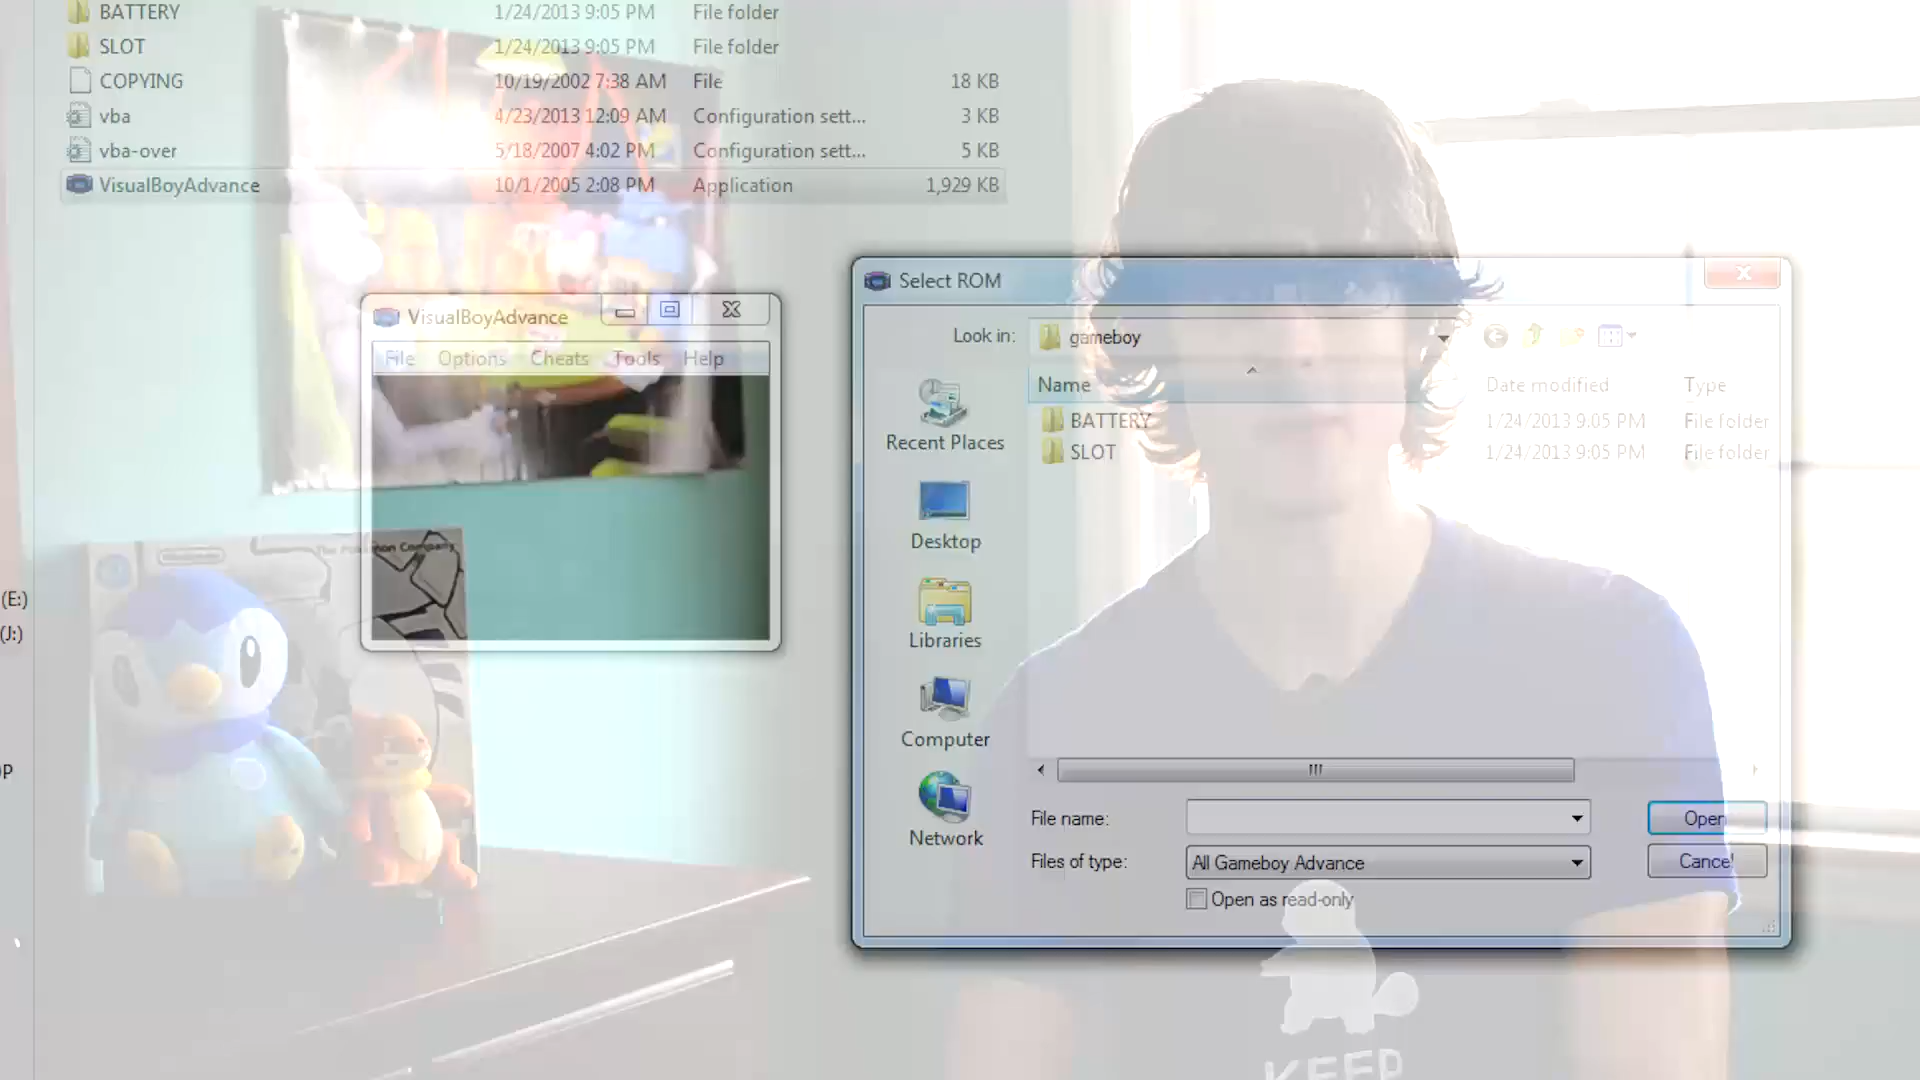 BATTERY 1/24/2013 9:05 PM File folder
SLOT 1/24/2013 9:05 PM File folder
COPYING 10/19/2002 7:38 AM File 18 KB
vba 4/23/2013 12:09 AM Configuration sett... 3 KB
vba-over 5/18/2007 4:02 PM Configuration sett... 5 KB
VisualBoyAdvance 10/1/2005 2:08 PM Application 1,929 KB
(E:)
(J:)
VisualBoyAdvance
File Options Cheats Tools Help
The Pokémon Company
Select ROM
Look in: gameboy
Name Date modified Type
BATTERY 1/24/2013 9:05 PM File folder
SLOT 1/24/2013 9:05 PM File folder
Recent Places
Desktop
Libraries
Computer
Network
File name: Open
Files of type: All Gameboy Advance Cancel
Open as read-only
KEEP